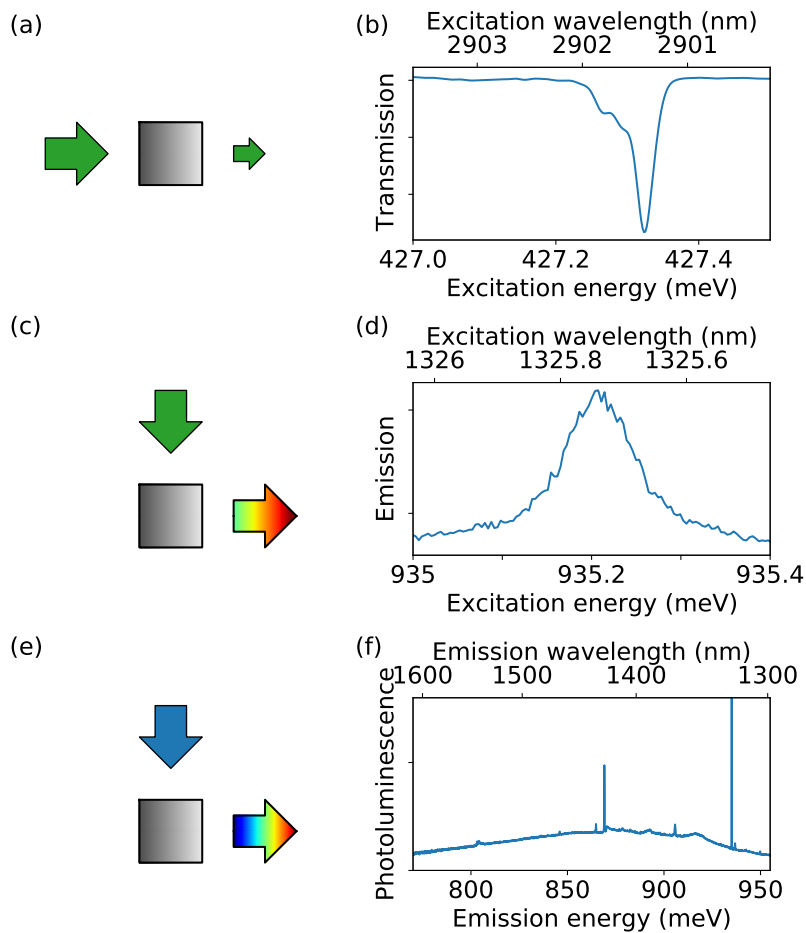 (a)
(b)
Excitation wavelength (nm)
2903 2902 2901
Transmission
427.0 427.2 427.4
Excitation energy (meV)
(c)
(d)
Excitation wavelength (nm)
1326 1325.8 1325.6
Emission
935 935.2 935.4
Excitation energy (meV)
(e)
(f)
Emission wavelength (nm)
1600 1500 1400 1300
Photoluminescence
800 850 900 950
Emission energy (meV)